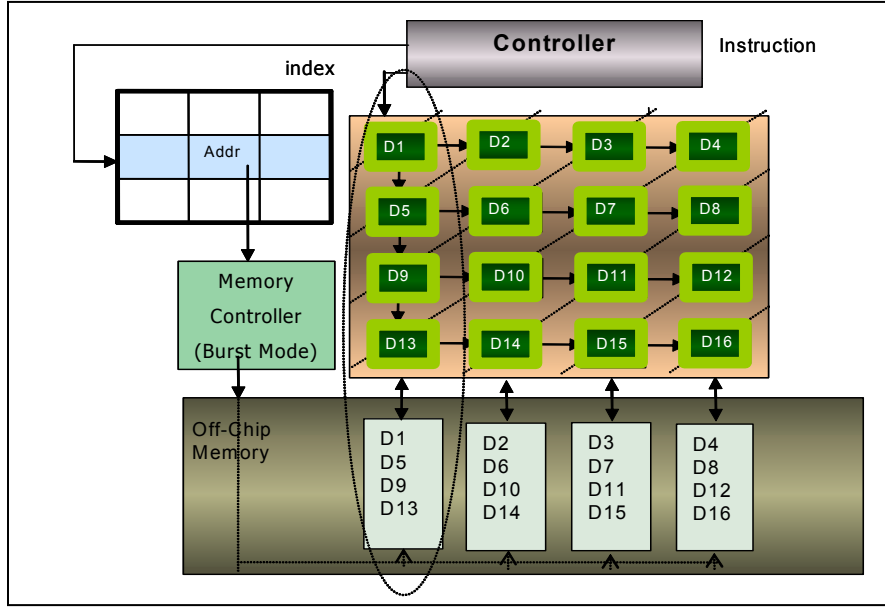 Controller
Instruction
index
Addr
D1 D2 D3 D4
D5 D6 D7 D8
D9 D10 D11 D12
D13 D14 D15 D16
Memory
Controller
(Burst Mode)
Off-Chip
Memory
D1
D5
D9
D13
D2
D6
D10
D14
D3
D7
D11
D15
D4
D8
D12
D16